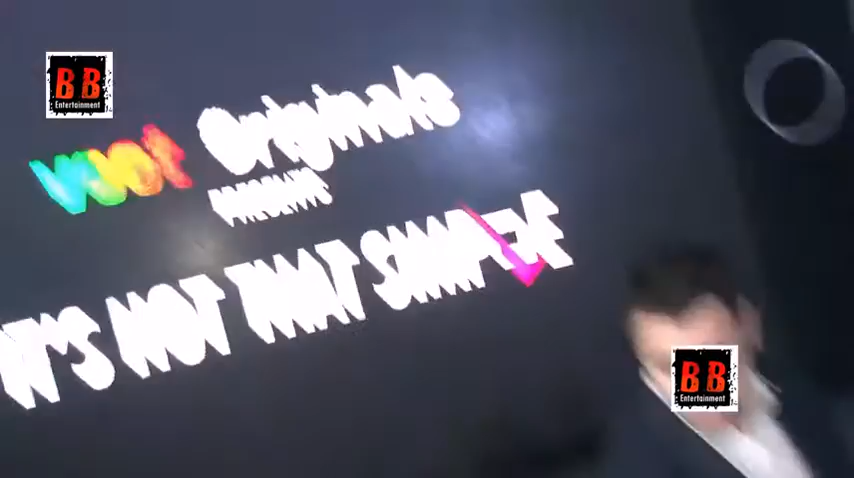 BB
Entertainment
voot Originals
PRESENTS
IT'S NOT THAT SIMPLE
BB
Entertainment